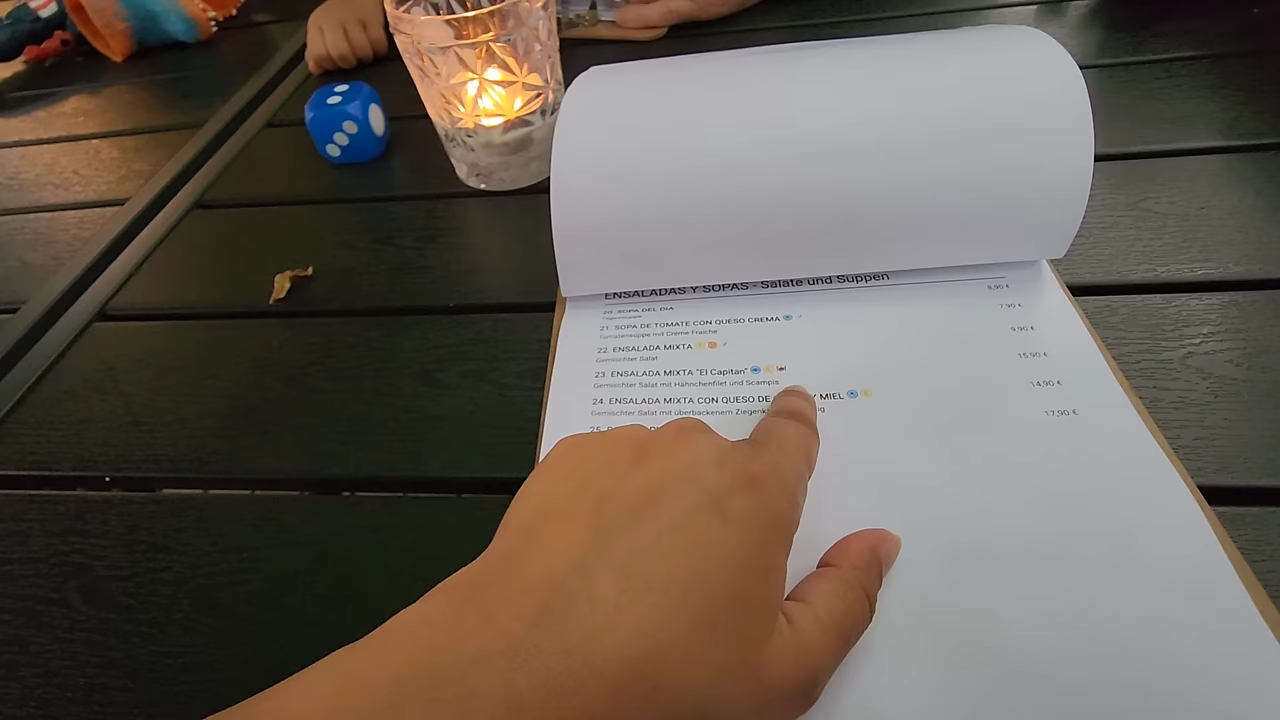 ENSALADAS Y SOPAS - Salate und Suppen
20. SOPA DEL DIA 8,90 €
Tagessuppe
21. SOPA DE TOMATE CON QUESO CREMA 7,90 €
Tomatensuppe mit Creme Fraiche
22. ENSALADA MIXTA 9,90 €
Gemischter Salat
23. ENSALADA MIXTA "El Capitan" 15,90 €
Gemischter Salat mit Hähnchenfilet und Scampis
24. ENSALADA MIXTA CON QUESO DE Y MIEL 14,90 €
Gemischter Salat mit überbackenem
25. 17,90 €